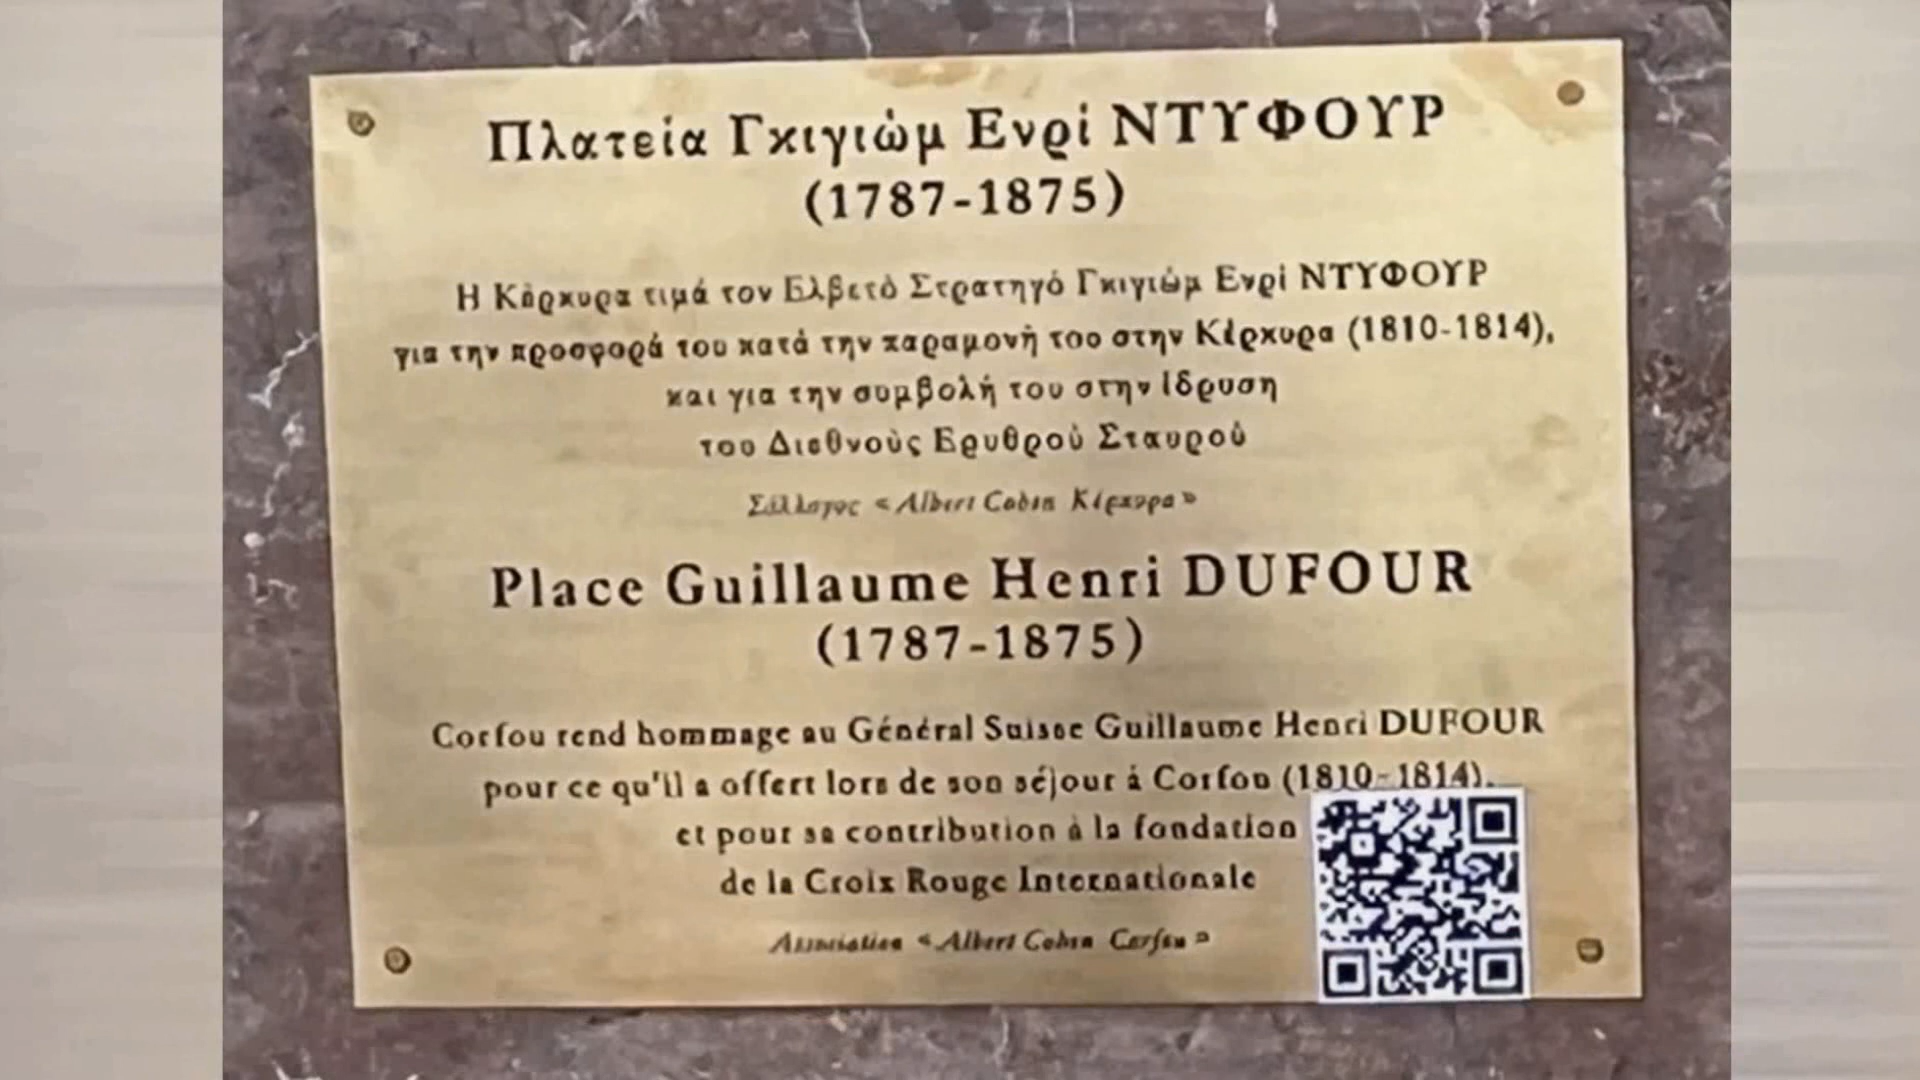 Πλατεία Γκιγιώμ Ενρί ΝΤΥΦΟΥΡ
(1787-1875)
Η Κέρκυρα τιμά τον Ελβετό Στρατηγό Γκιγιώμ Ενρί ΝΤΥΦΟΥΡ
για την προσφορά του κατά την παραμονή του στην Κέρκυρα (1810-1814),
και για την συμβολή του στην ίδρυση
του Διεθνούς Ερυθρού Σταυρού
Σύλλογος « Albert Cohen Κέρκυρα »
Place Guillaume Henri DUFOUR
(1787-1875)
Corfou rend hommage au Général Suisse Guillaume Henri DUFOUR
pour ce qu'il a offert lors de son séjour à Corfou (1810-1814),
et pour sa contribution à la fondation
de la Croix Rouge Internationale
Association « Albert Cohen Corfou »